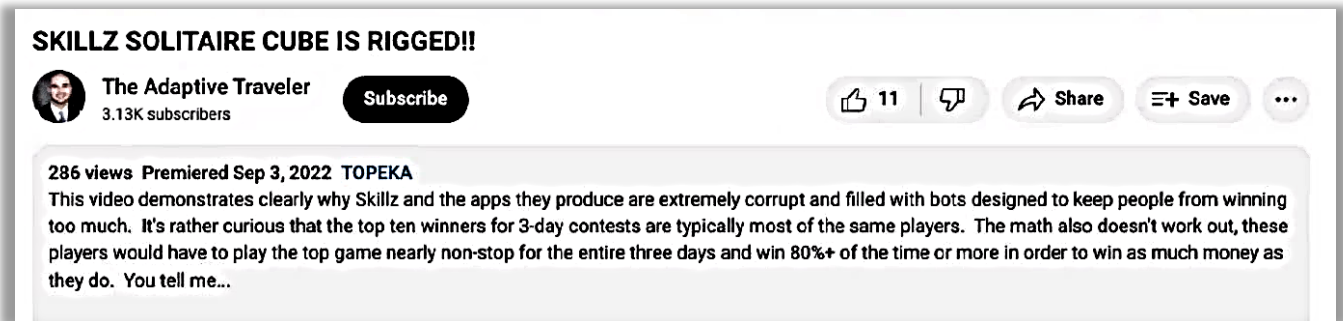 SKILLZ SOLITAIRE CUBE IS RIGGED!!
The Adaptive Traveler
3.13K subscribers
Subscribe
11
Share
Save
286 views Premiered Sep 3, 2022 TOPEKA
This video demonstrates clearly why Skillz and the apps they produce are extremely corrupt and filled with bots designed to keep people from winning
too much. It's rather curious that the top ten winners for 3-day contests are typically most of the same players. The math also doesn't work out, these
players would have to play the top game nearly non-stop for the entire three days and win 80%+ of the time or more in order to win as much money as
they do. You tell me...